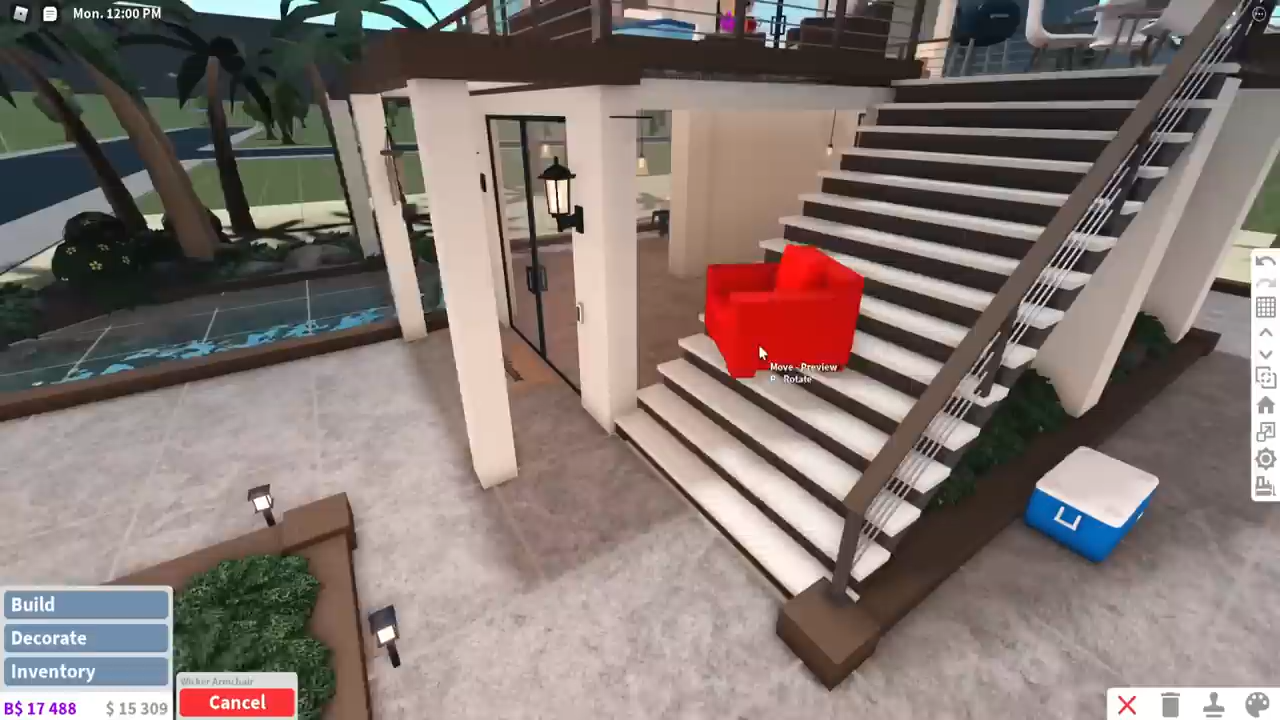 Mon. 12:00 PM
Move - Preview
P - Rotate
Build
Decorate
Inventory
Wicker Armchair
Cancel
B$ 17 488
$ 15 309